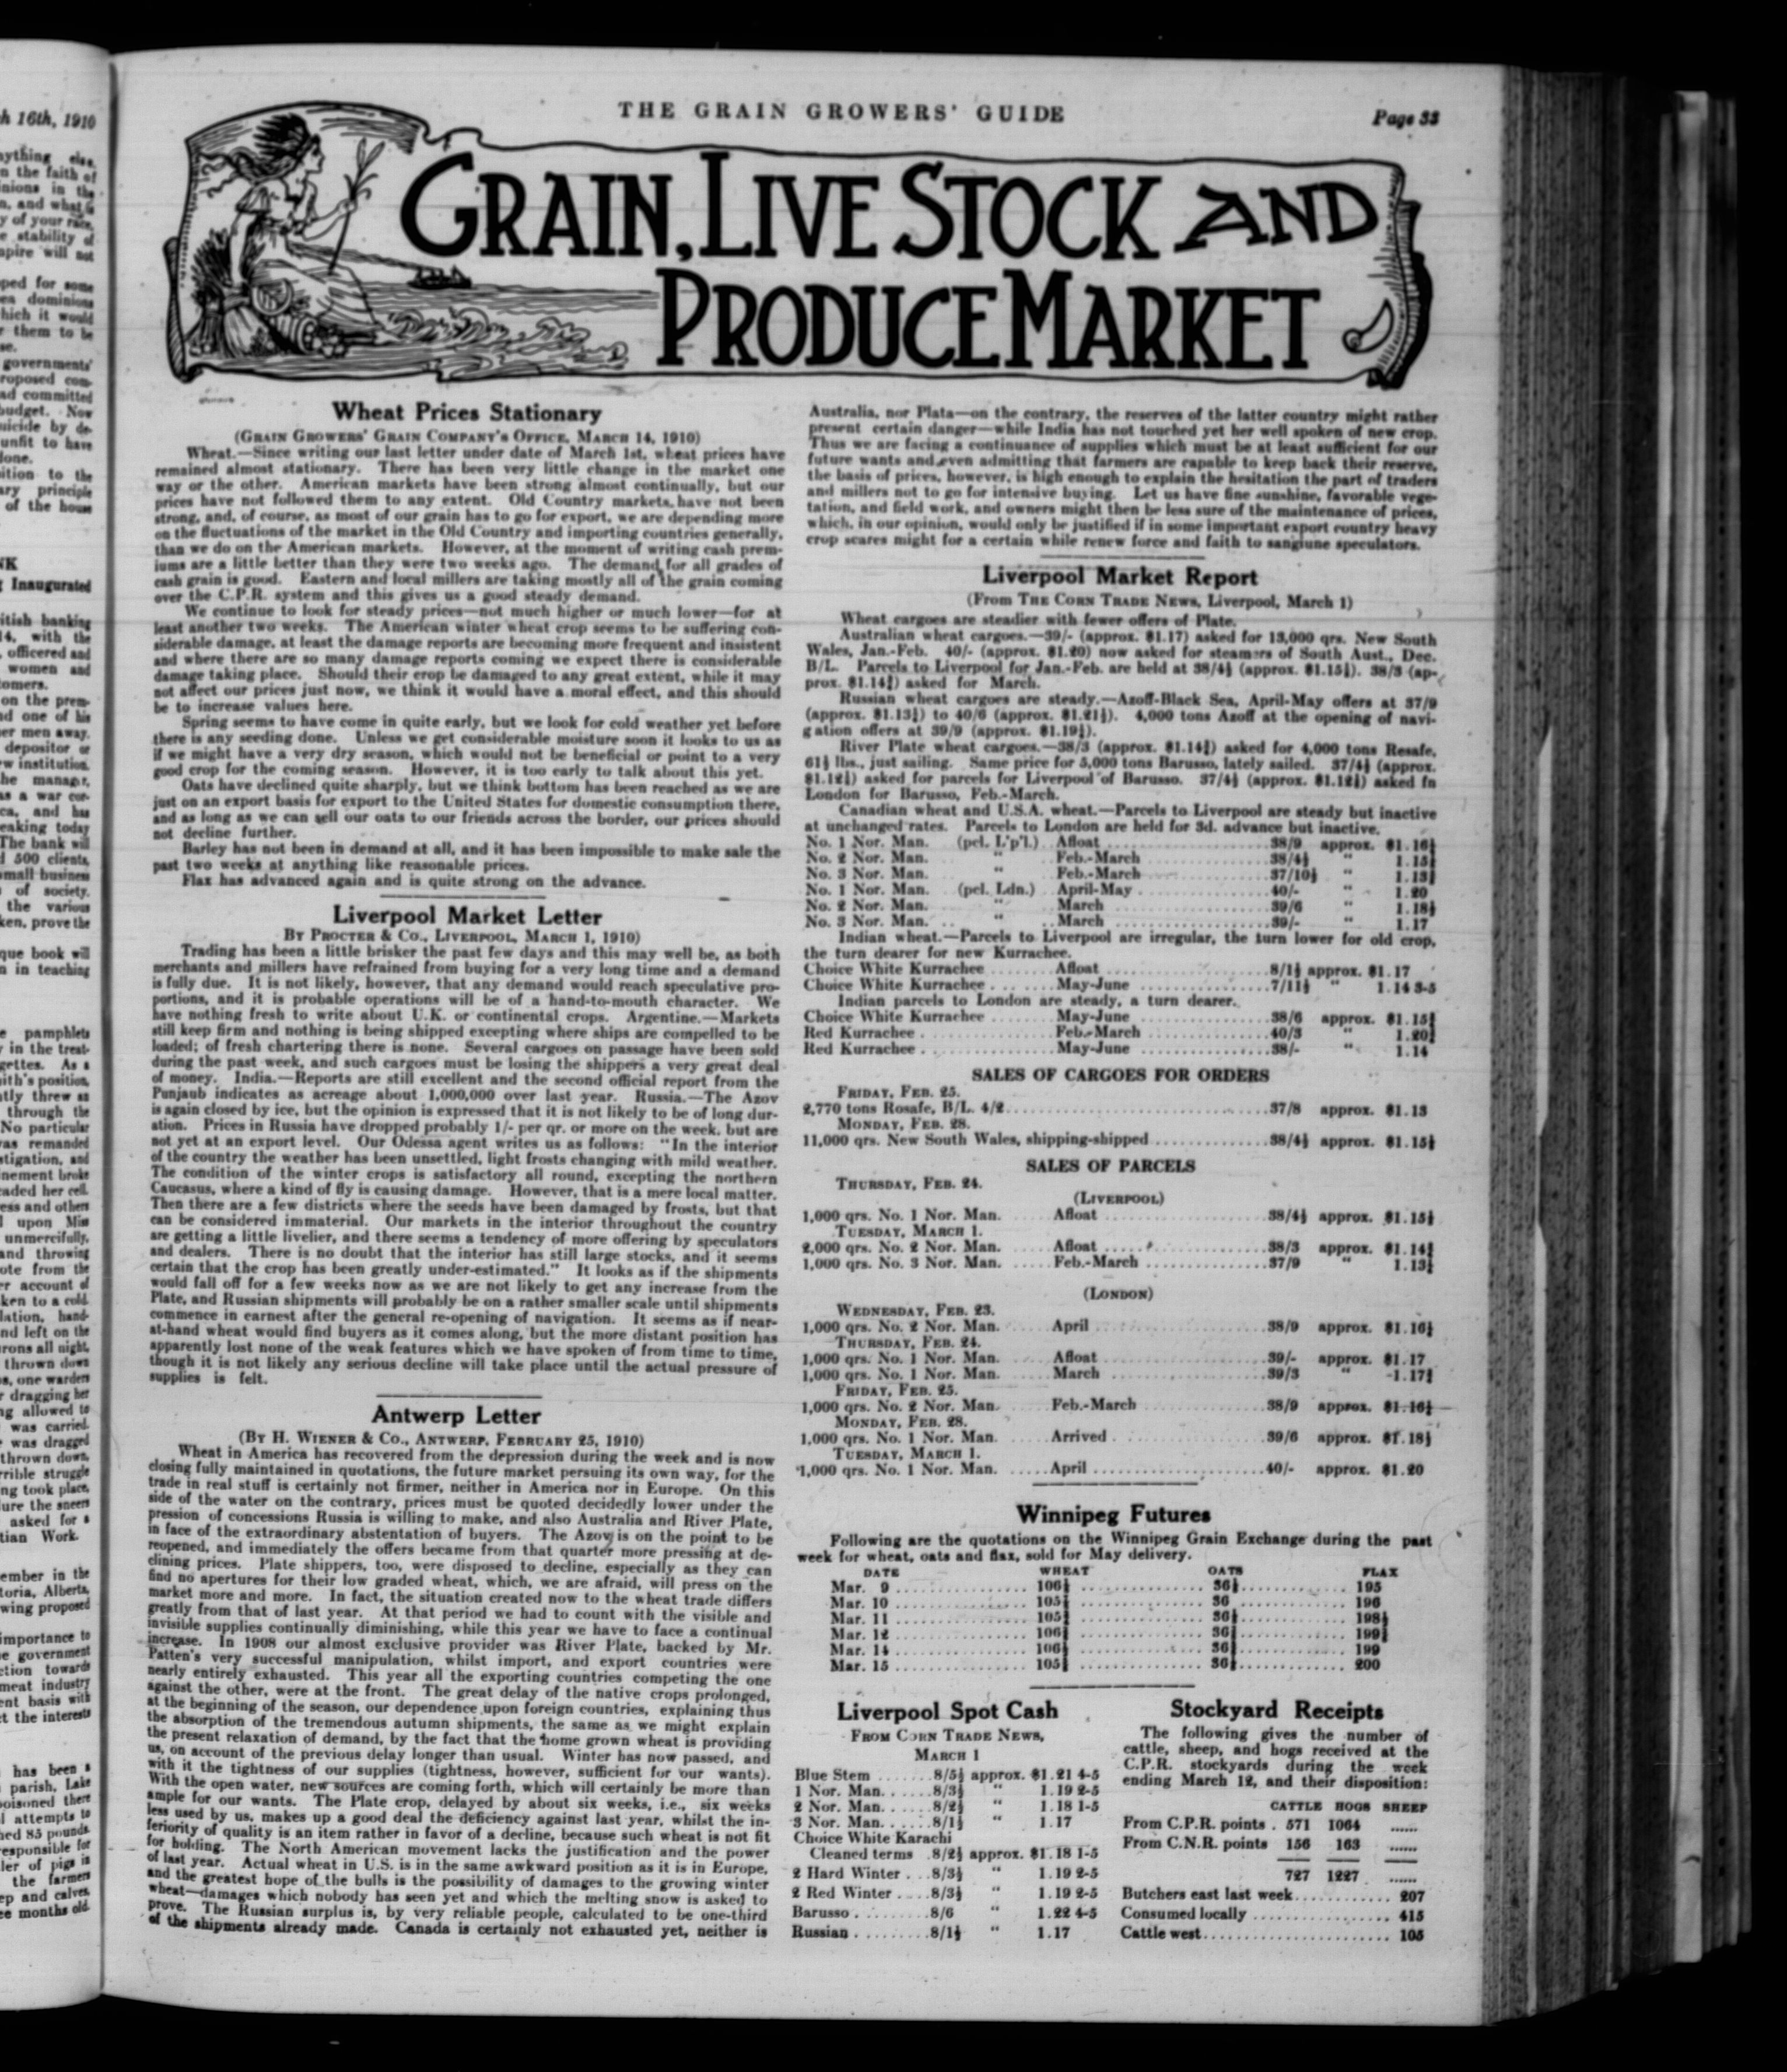 THE GRAIN GROWERS' GUIDE
Page 33
GRAIN, LIVE STOCK AND
PRODUCE MARKET
Wheat Prices Stationary
(GRAIN GROWERS' GRAIN COMPANY'S OFFICE, MARCH 14, 1910)
Wheat.—Since writing our last letter under date of March 1st, wheat prices have
remained almost stationary. There has been very little change in the market one
way or the other. American markets have been strong almost continually, but our
prices have not followed them to any extent. Old Country markets have not been
strong, and, of course, as most of our grain has to go for export, we are depending more
on the fluctuations of the market in the Old Country and importing countries generally,
than we do on the American markets. However, at the moment of writing cash prem-
iums are a little better than they were two weeks ago. The demand for all grades of
cash grain is good. Eastern and local millers are taking mostly all of the grain coming
over the C.P.R. system and this gives us a good steady demand.
We continue to look for steady prices—not much higher or much lower—for at
least another two weeks. The American winter wheat crop seems to be suffering con-
siderable damage, at least the damage reports are becoming more frequent and insistent
and where there are so many damage reports coming we expect there is considerable
damage taking place. Should their crop be damaged to any great extent, while it may
not affect our prices just now, we think it would have a moral effect, and this should
be to increase values here.
Spring seems to have come in quite early, but we look for cold weather yet before
there is any seeding done. Unless we get considerable moisture soon it looks to us as
if we might have a very dry season, which would not be beneficial or point to a very
good crop for the coming season. However, it is too early to talk about this yet.
Oats have declined quite sharply, but we think bottom has been reached as we are
just on an export basis for export to the United States for domestic consumption there,
and as long as we can sell our oats to our friends across the border, our prices should
not decline further.
Barley has not been in demand at all, and it has been impossible to make sale the
past two weeks at anything like reasonable prices.
Flax has advanced again and is quite strong on the advance.
Liverpool Market Letter
BY PROCTER & CO., LIVERPOOL, MARCH 1, 1910)
Trading has been a little brisker the past few days and this may well be, as both
merchants and millers have refrained from buying for a very long time and a demand
is fully due. It is not likely, however, that any demand would reach speculative pro-
portions, and it is probable operations will be of a hand-to-mouth character. We
have nothing fresh to write about U.K. or continental crops. Argentine.—Markets
still keep firm and nothing is being shipped excepting where ships are compelled to be
loaded; of fresh chartering there is none. Several cargoes on passage have been sold
during the past week, and such cargoes must be losing the shippers a very great deal
of money. India.—Reports are still excellent and the second official report from the
Punjaub indicates as acreage about 1,000,000 over last year. Russia.—The Azov
is again closed by ice, but the opinion is expressed that it is not likely to be of long dur-
ation. Prices in Russia have dropped probably 1/- per qr. or more on the week, but are
not yet at an export level. Our Odessa agent writes us as follows: "In the interior
of the country the weather has been unsettled, light frosts changing with mild weather.
The condition of the winter crops is satisfactory all round, excepting the northern
Caucasus, where a kind of fly is causing damage. However, that is a mere local matter.
Then there are a few districts where the seeds have been damaged by frosts, but that
can be considered immaterial. Our markets in the interior throughout the country
are getting a little livelier, and there seems a tendency of more offering by speculators
and dealers. There is no doubt that the interior has still large stocks, and it seems
certain that the crop has been greatly under-estimated." It looks as if the shipments
would fall off for a few weeks now as we are not likely to get any increase from the
Plate, and Russian shipments will probably be on a rather smaller scale until shipments
commence in earnest after the general re-opening of navigation. It seems as if near-
at-hand wheat would find buyers as it comes along, but the more distant position has
apparently lost none of the weak features which we have spoken of from time to time,
though it is not likely any serious decline will take place until the actual pressure of
supplies is felt.
Antwerp Letter
(BY H. WIENER & CO., ANTWERP, FEBRUARY 25, 1910)
Wheat in America has recovered from the depression during the week and is now
closing fully maintained in quotations, the future market persuing its own way, for the
trade in real stuff is certainly not firmer, neither in America nor in Europe. On this
side of the water on the contrary, prices must be quoted decidedly lower under the
pression of concessions Russia is willing to make, and also Australia and River Plate,
in face of the extraordinary abstentation of buyers. The Azov is on the point to be
reopened, and immediately the offers became from that quarter more pressing at de-
clining prices. Plate shippers, too, were disposed to decline, especially as they can
find no apertures for their low graded wheat, which, we are afraid, will press on the
market more and more. In fact, the situation created now to the wheat trade differs
greatly from that of last year. At that period we had to count with the visible and
invisible supplies continually diminishing, while this year we have to face a continual
increase. In 1908 our almost exclusive provider was River Plate, backed by Mr.
Patten's very successful manipulation, whilst import, and export countries were
nearly entirely exhausted. This year all the exporting countries competing the one
against the other, were at the front. The great delay of the native crops prolonged,
at the beginning of the season, our dependence upon foreign countries, explaining thus
the absorption of the tremendous autumn shipments, the same as we might explain
the present relaxation of demand, by the fact that the home grown wheat is providing
us, on account of the previous delay longer than usual. Winter has now passed, and
with it the tightness of our supplies (tightness, however, sufficient for our wants).
With the open water, new sources are coming forth, which will certainly be more than
ample for our wants. The Plate crop, delayed by about six weeks, i.e., six weeks
less used by us, makes up a good deal the deficiency against last year, whilst the in-
feriority of quality is an item rather in favor of a decline, because such wheat is not fit
for holding. The North American movement lacks the justification and the power
of last year. Actual wheat in U.S. is in the same awkward position as it is in Europe,
and the greatest hope of the bulls is the possibility of damages to the growing winter
wheat—damages which nobody has seen yet and which the melting snow is asked to
prove. The Russian surplus is, by very reliable people, calculated to be one-third
of the shipments already made. Canada is certainly not exhausted yet, neither is
Australia, nor Plata—on the contrary, the reserves of the latter country might rather
present certain danger—while India has not touched yet her well spoken of new crop.
Thus we are facing a continuance of supplies which must be at least sufficient for our
future wants and even admitting that farmers are capable to keep back their reserve,
the basis of prices, however, is high enough to explain the hesitation the part of traders
and millers not to go for intensive buying. Let us have fine sunshine, favorable vege-
tation, and field work, and owners might then be less sure of the maintenance of prices,
which, in our opinion, would only be justified if in some important export country heavy
crop scares might for a certain while renew force and faith to sangiune speculators.
Liverpool Market Report
(From THE CORN TRADE NEWS, Liverpool, March 1)
Wheat cargoes are steadier with fewer offers of Plate.
Australian wheat cargoes.—39/- (approx. $1.17) asked for 13,000 qrs. New South
Wales, Jan.-Feb. 40/- (approx. $1.20) now asked for steamers of South Aust., Dec.
B/L. Parcels to Liverpool for Jan.-Feb. are held at 38/4½ (approx. $1.15½). 38/3 (ap-
prox. $1.14¾) asked for March.
Russian wheat cargoes are steady.—Azoff-Black Sea, April-May offers at 37/9
(approx. $1.13¼) to 40/6 (approx. $1.21½). 4,000 tons Azoff at the opening of navi-
gation offers at 39/9 (approx. $1.19¼).
River Plate wheat cargoes.—38/3 (approx. $1.14¾) asked for 4,000 tons Rosafe,
61½ lbs., just sailing. Same price for 5,000 tons Barusso, lately sailed. 37/4½ (approx.
$1.12½) asked for parcels for Liverpool of Barusso. 37/4½ (approx. $1.12½) asked in
London for Barusso, Feb.-March.
Canadian wheat and U.S.A. wheat.—Parcels to Liverpool are steady but inactive
at unchanged rates. Parcels to London are held for 3d. advance but inactive.
No. 1 Nor. Man. (pcl. L'p'l.) Afloat 38/9 approx. $1.16¼
No. 2 Nor. Man. " Feb.-March 38/4½ " 1.15¼
No. 3 Nor. Man. " Feb.-March 37/10½ " 1.13¾
No. 1 Nor. Man. (pcl. Ldn.) April-May 40/- " 1.20
No. 2 Nor. Man. " March 39/6 " 1.18½
No. 3 Nor. Man. " March 39/- " 1.17
Indian wheat.—Parcels to Liverpool are irregular, the turn lower for old crop,
the turn dearer for new Kurrachee.
Choice White Kurrachee Afloat 8/1½ approx. $1.17
Choice White Kurrachee May-June 7/11½ " 1.14 3-5
Indian parcels to London are steady, a turn dearer.
Choice White Kurrachee May-June 38/6 approx. $1.15½
Red Kurrachee Feb.-March 40/3 " 1.20¾
Red Kurrachee May-June 38/- " 1.14
SALES OF CARGOES FOR ORDERS
FRIDAY, FEB. 25.
2,770 tons Rosafe, B/L. 4/2 37/8 approx. $1.13
MONDAY, FEB. 28.
11,000 qrs. New South Wales, shipping-shipped 38/4½ approx. $1.15¼
SALES OF PARCELS
THURSDAY, FEB. 24.
(LIVERPOOL)
1,000 qrs. No. 1 Nor. Man. Afloat 38/4½ approx. $1.15¼
TUESDAY, MARCH 1.
2,000 qrs. No. 2 Nor. Man. Afloat 38/3 approx. $1.14¾
1,000 qrs. No. 3 Nor. Man. Feb.-March 37/9 " 1.13¼
(LONDON)
WEDNESDAY, FEB. 23.
1,000 qrs. No. 2 Nor. Man. April 38/9 approx. $1.16¼
THURSDAY, FEB. 24.
1,000 qrs. No. 1 Nor. Man. Afloat 39/- approx. $1.17
1,000 qrs. No. 1 Nor. Man. March 39/3 " 1.17¾
FRIDAY, FEB. 25.
1,000 qrs. No. 2 Nor. Man. Feb.-March 38/9 approx. $1.16¼
MONDAY, FEB. 28.
1,000 qrs. No. 1 Nor. Man. Arrived 39/6 approx. $1.18½
TUESDAY, MARCH 1.
1,000 qrs. No. 1 Nor. Man. April 40/- approx. $1.20
Winnipeg Futures
Following are the quotations on the Winnipeg Grain Exchange during the past
week for wheat, oats and flax, sold for May delivery.
DATE WHEAT OATS FLAX
Mar. 9 195
Mar. 10 36 196
Mar. 11
Mar. 12
Mar. 14 199
Mar. 15 200
Liverpool Spot Cash
FROM CORN TRADE NEWS,
MARCH 1
Blue Stem 8/5½ approx. $1.21 4-5
1 Nor. Man. 8/3½ " 1.19 2-5
2 Nor. Man. 8/2½ " 1.18 1-5
3 Nor. Man. 8/1½ " 1.17
Choice White Karachi
Cleaned terms 8/2½ approx. $1.18 1-5
2 Hard Winter 8/3½ " 1.19 2-5
2 Red Winter 8/3½ " 1.19 2-5
Barusso 8/6 " 1.22 4-5
Russian 8/1½ " 1.17
Stockyard Receipts
The following gives the number of
cattle, sheep, and hogs received at the
C.P.R. stockyards during the week
ending March 12, and their disposition:
CATTLE HOGS SHEEP
From C.P.R. points 571 1064
From C.N.R. points 156 163
727 1227
Butchers east last week 207
Consumed locally 415
Cattle west 105